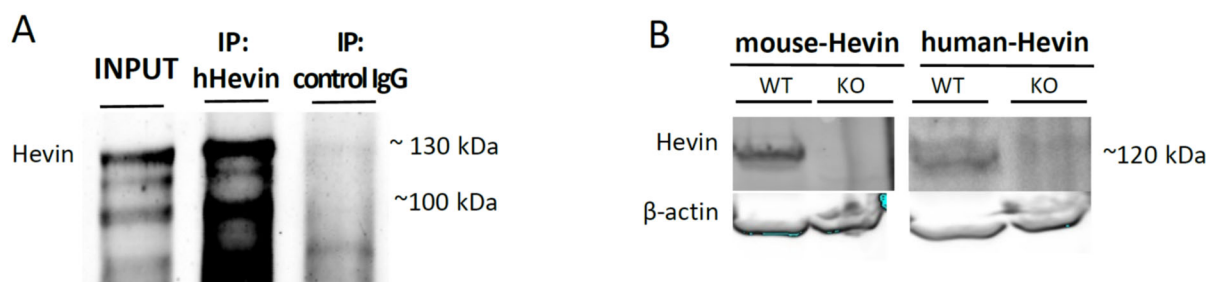 A
INPUT
IP:
hHevin
IP:
control IgG
Hevin
~ 130 kDa
~100 kDa
B
mouse-Hevin
human-Hevin
WT
KO
WT
KO
Hevin
~120 kDa
β-actin